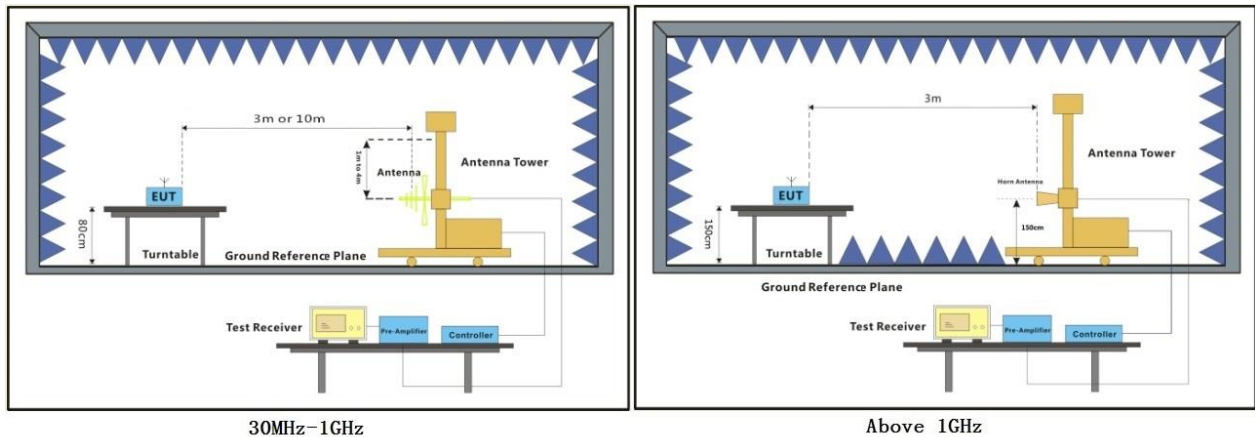 3m or 10m
1m to 4m
Antenna
Antenna Tower
EUT
80cm
Turntable
Ground Reference Plane
Test Receiver
Pre-Amplifier
Controller
30MHz-1GHz
3m
Antenna Tower
Horn Antenna
EUT
150cm
150cm
Turntable
Ground Reference Plane
Test Receiver
Pre-Amplifier
Controller
Above 1GHz